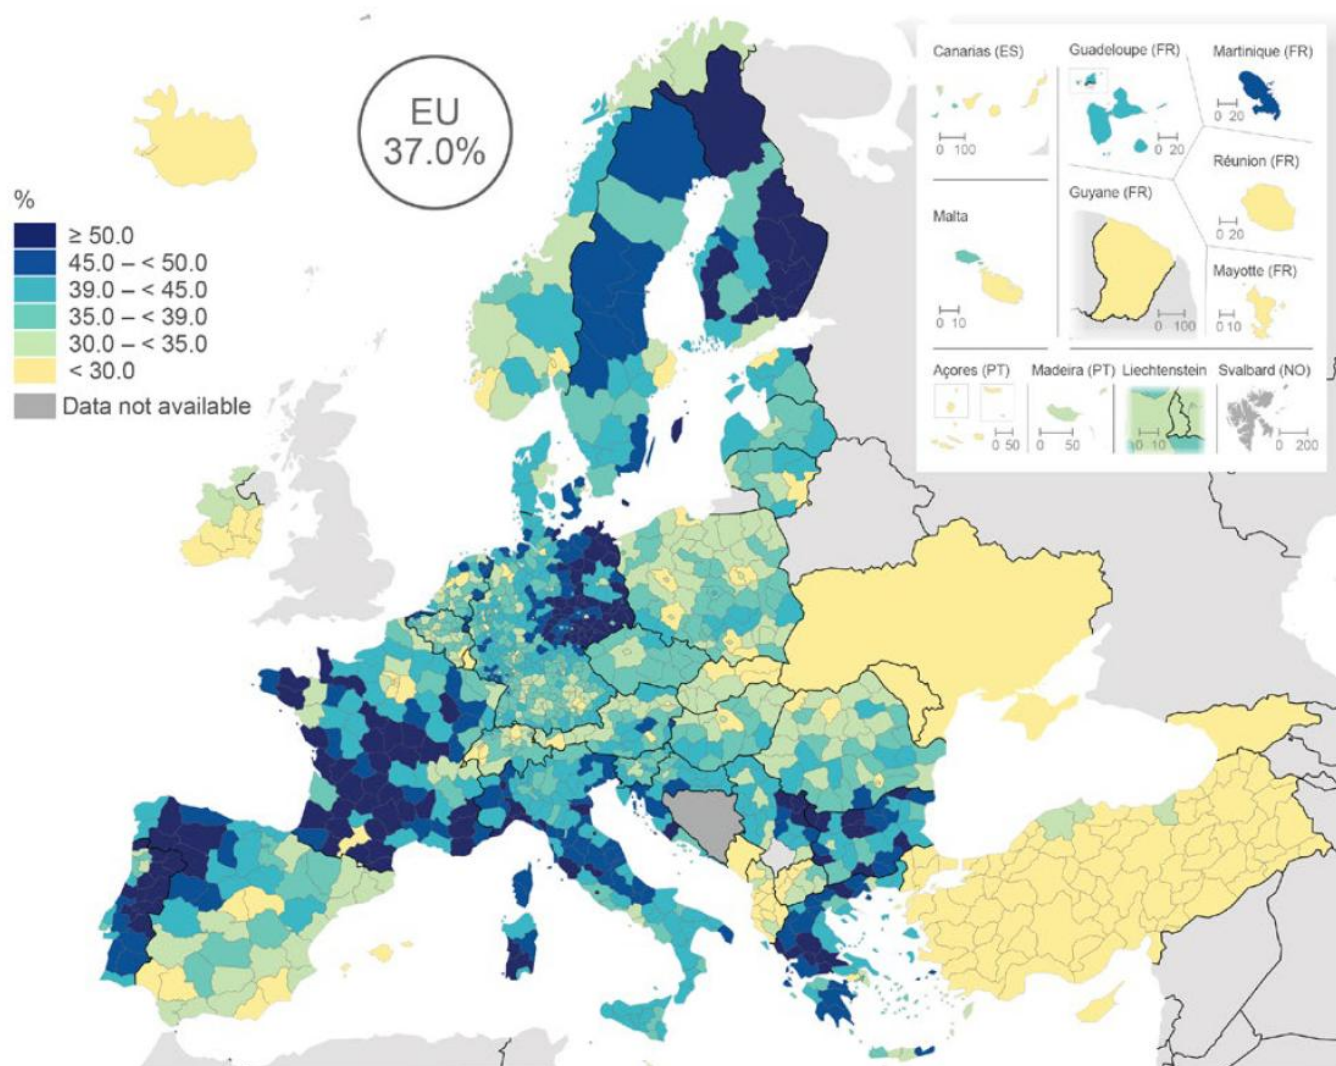 EU
37.0%
%
≥ 50.0
45.0 – < 50.0
39.0 – < 45.0
35.0 – < 39.0
30.0 – < 35.0
< 30.0
Data not available
Canarias (ES)
0 100
Guadeloupe (FR)
0 20
Martinique (FR)
0 20
Réunion (FR)
0 20
Guyane (FR)
0 100
Malta
0 10
Mayotte (FR)
0 10
Açores (PT)
0 50
Madeira (PT)
0 50
Liechtenstein
0 10
Svalbard (NO)
0 200